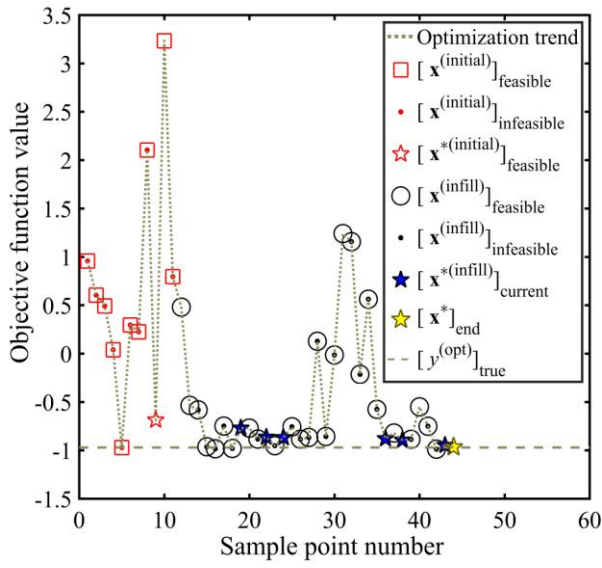 3.5
3
2.5
2
1.5
1
0.5
0
-0.5
-1
-1.5
Objective function value
0 10 20 30 40 50 60
Sample point number
Optimization trend
[ x^(initial) ]_feasible
[ x^(initial) ]_infeasible
[ x^*(initial) ]_feasible
[ x^(infill) ]_feasible
[ x^(infill) ]_infeasible
[ x^*(infill) ]_current
[ x^* ]_end
[ y^(opt) ]_true